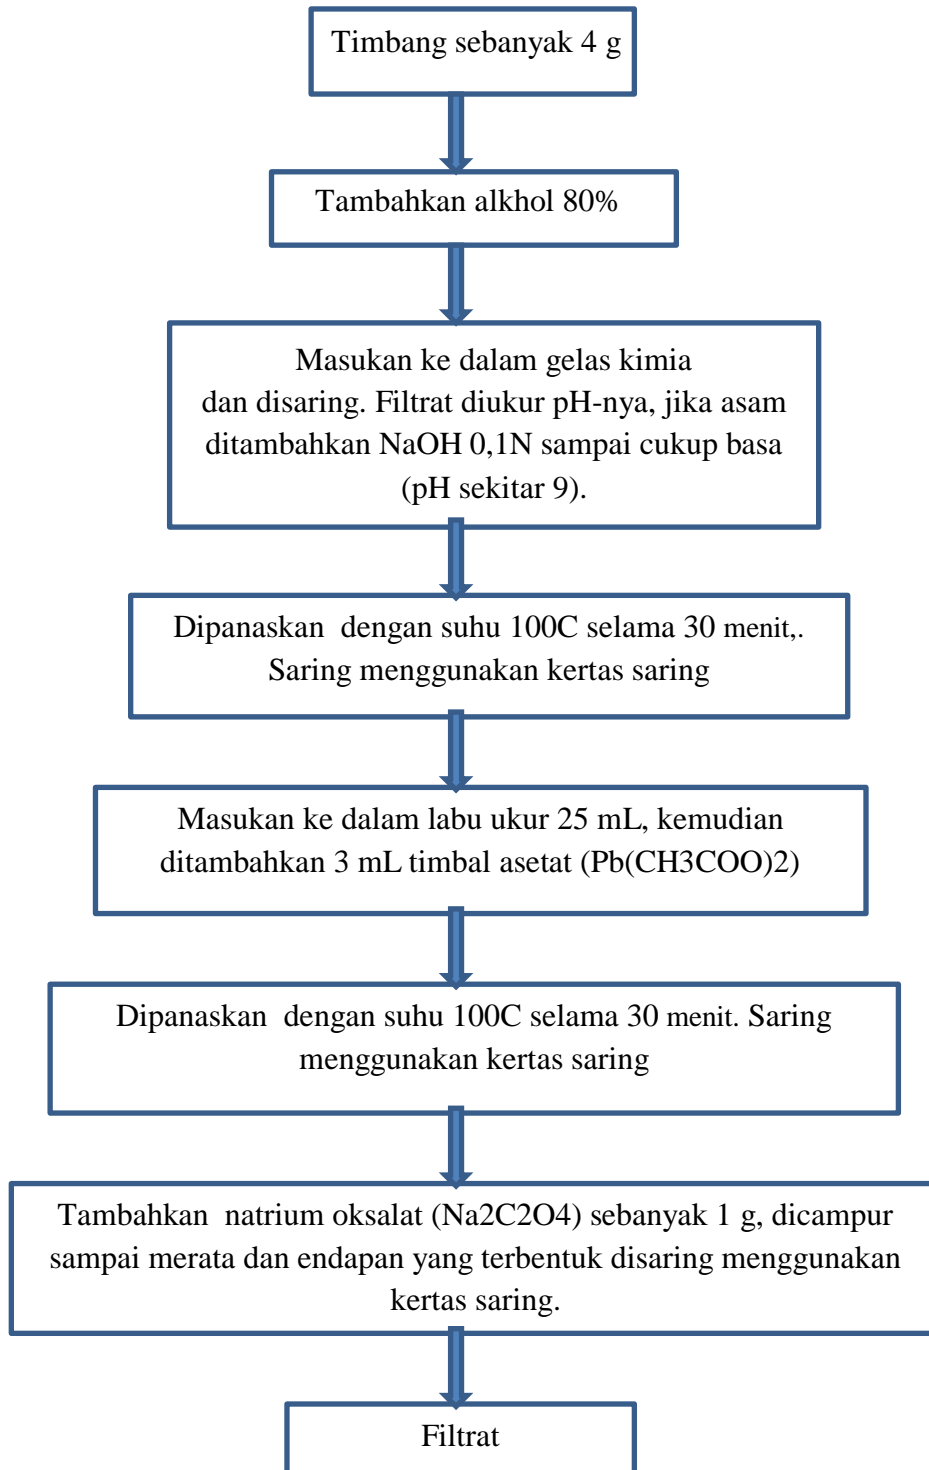 Timbang sebanyak 4 g
Tambahkan alkhol 80%
Masukan ke dalam gelas kimia
dan disaring. Filtrat diukur pH-nya, jika asam
ditambahkan NaOH 0,1N sampai cukup basa
(pH sekitar 9).
Dipanaskan dengan suhu 100C selama 30 menit,.
Saring menggunakan kertas saring
Masukan ke dalam labu ukur 25 mL, kemudian
ditambahkan 3 mL timbal asetat (Pb(CH3COO)2)
Dipanaskan dengan suhu 100C selama 30 menit. Saring
menggunakan kertas saring
Tambahkan natrium oksalat (Na2C2O4) sebanyak 1 g, dicampur
sampai merata dan endapan yang terbentuk disaring menggunakan
kertas saring.
Filtrat